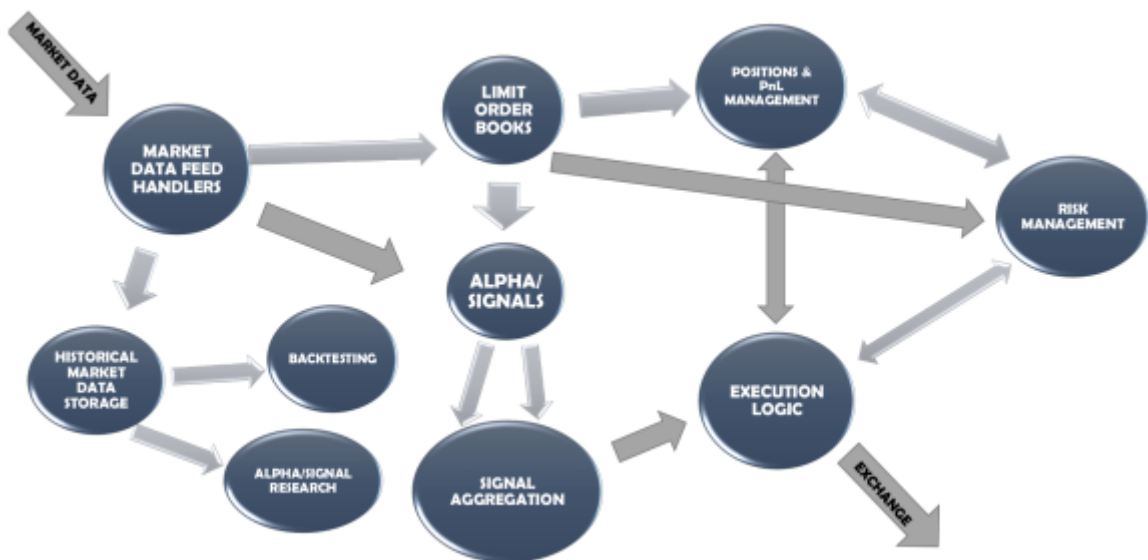 MARKET DATA
LIMIT
ORDER
BOOKS
POSITIONS &
PnL
MANAGEMENT
MARKET
DATA FEED
HANDLERS
RISK
MANAGEMENT
ALPHA/
SIGNALS
HISTORICAL
MARKET
DATA
STORAGE
BACKTESTING
EXECUTION
LOGIC
ALPHA/SIGNAL
RESEARCH
SIGNAL
AGGREGATION
EXCHANGE